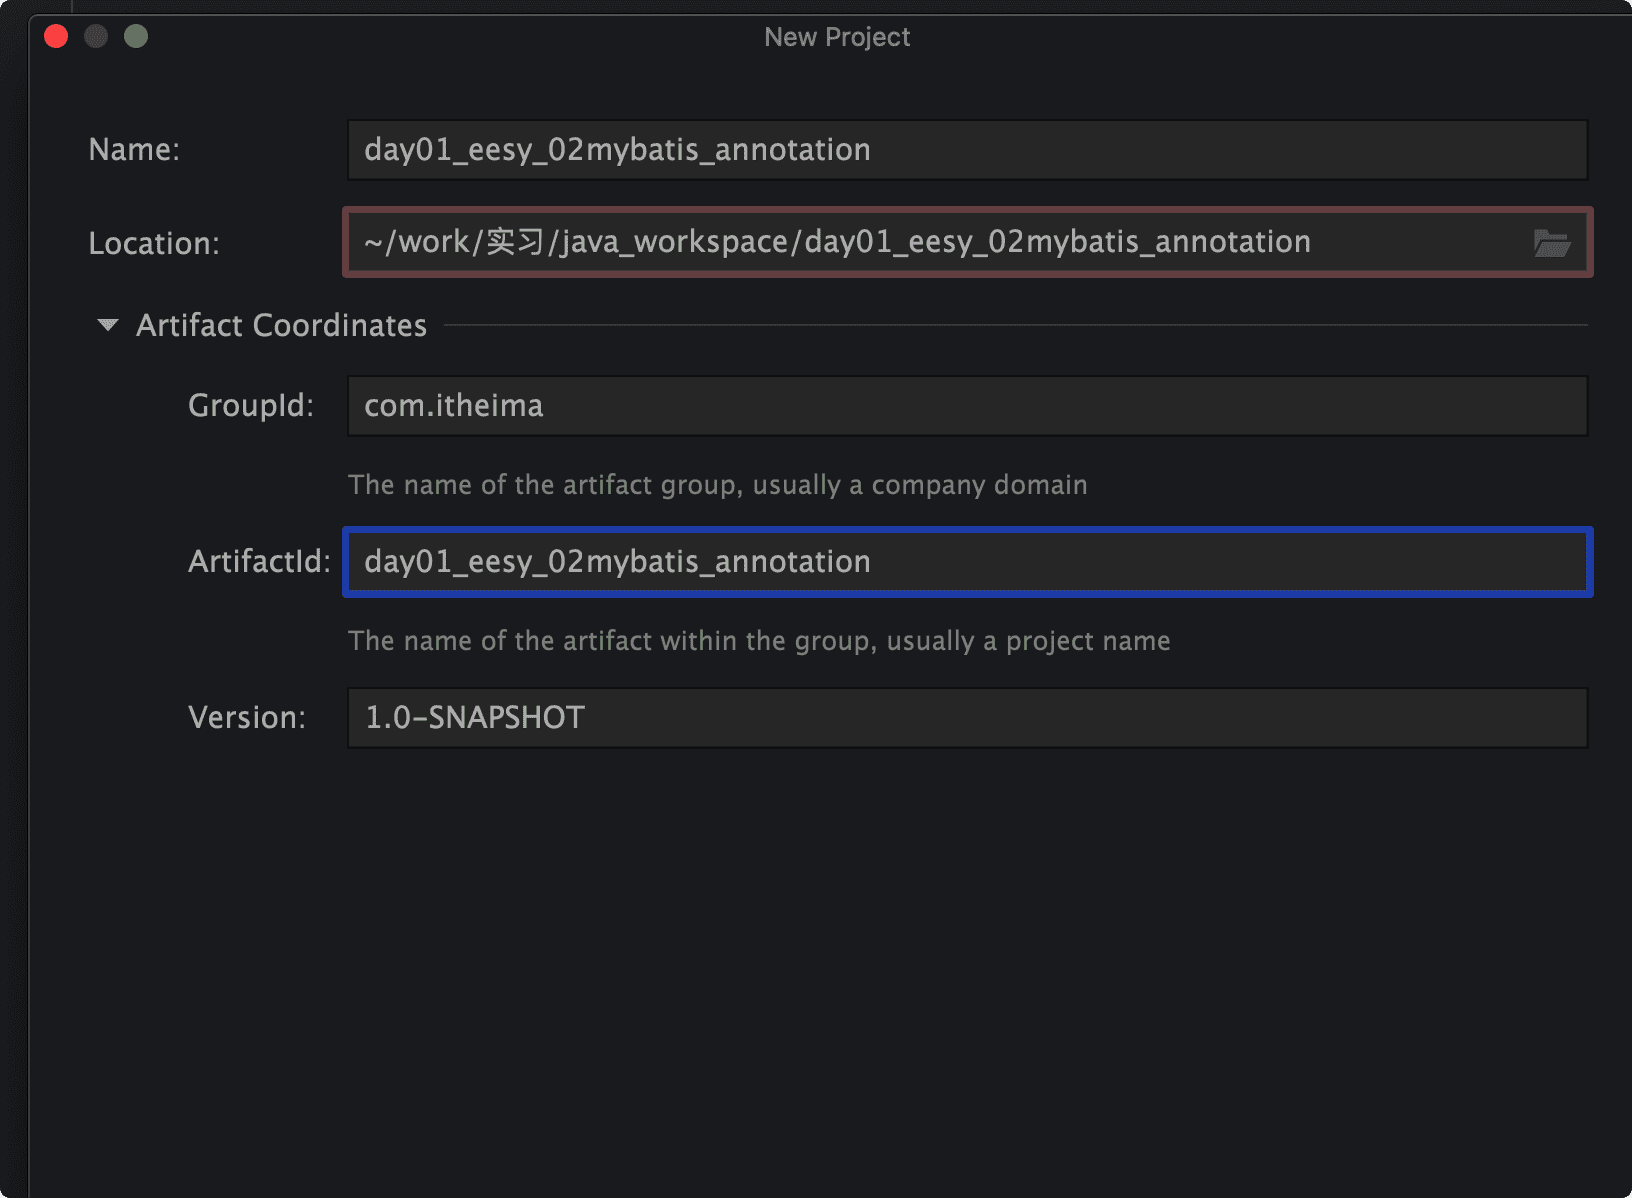 New Project
Name: day01_eesy_02mybatis_annotation
Location: ~/work/实习/java_workspace/day01_eesy_02mybatis_annotation
Artifact Coordinates
GroupId: com.itheima
The name of the artifact group, usually a company domain
ArtifactId: day01_eesy_02mybatis_annotation
The name of the artifact within the group, usually a project name
Version: 1.0-SNAPSHOT